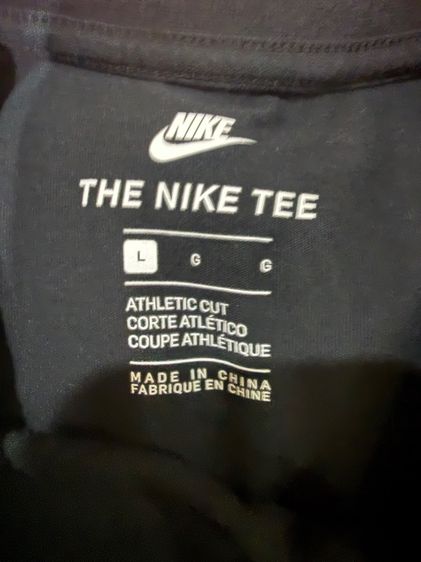 NIKE
THE NIKE TEE
L G G
ATHLETIC CUT
CORTE ATLÉTICO
COUPE ATHLÉTIQUE
MADE IN CHINA
FABRIQUE EN CHINE